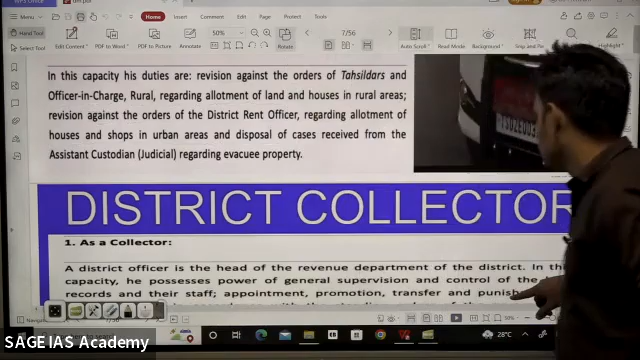 Menu
Home
Insert
Comment
Edit
Page
Protect
Tools
Hand Tool
Select Tool
Edit Content
PDF to Word
PDF to Picture
Annotate
50%
Rotate
7/56
Auto Scroll
Read Mode
Background
Highlight
In this capacity his duties are: revision against the orders of Tahsildars and
Officer-in-Charge, Rural, regarding allotment of land and houses in rural areas;
revision against the orders of the District Rent Officer, regarding allotment of
houses and shops in urban areas and disposal of cases received from the
Assistant Custodian (Judicial) regarding evacuee property.
DISTRICT COLLECTOR
1. As a Collector:
A district officer is the head of the revenue department of the district. In
capacity, he possesses power of general supervision and control of the
records and their staff; appointment, promotion, transfer and
28°C
SAGE IAS Academy